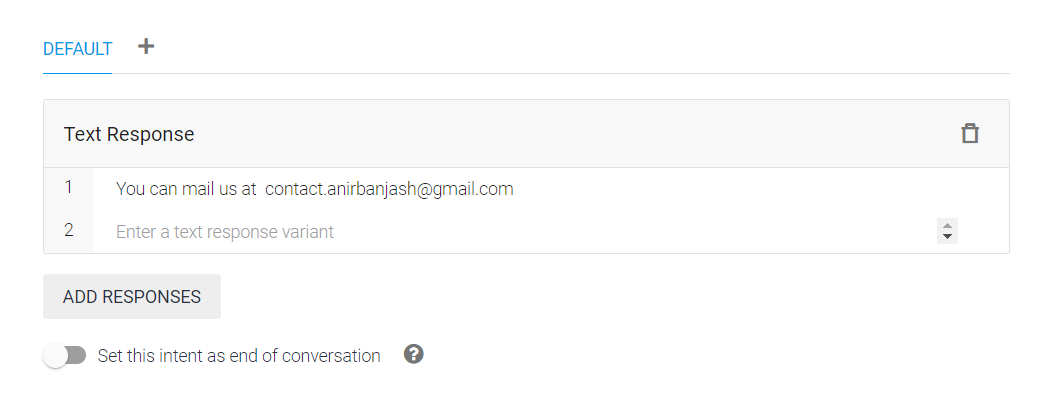 DEFAULT +
Text Response
1 You can mail us at  contact.anirbanjash@gmail.com
2 Enter a text response variant
ADD RESPONSES
Set this intent as end of conversation ?